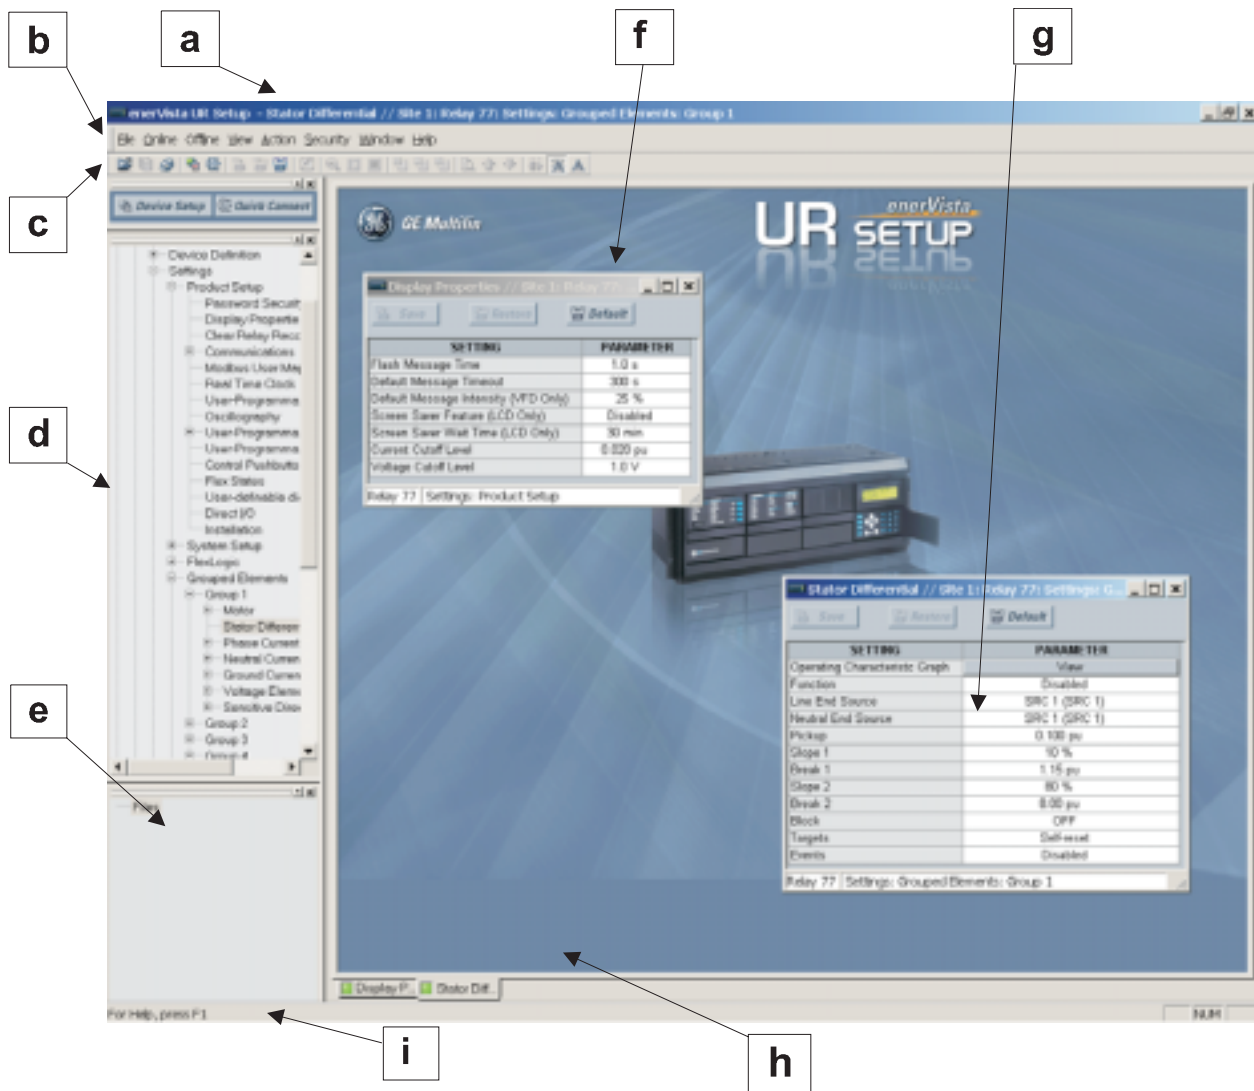 b
a
f
g
enerVista UR Setup - Stator Differential // Site 1: Relay 77: Settings: Grouped Elements: Group 1
File Online Offline View Action Security Window Help
c
Device Setup
Quick Connect
GE Multilin
enerVista
UR SETUP
Device Definition
Settings
Product Setup
Password Securit
Display Propertie
Clear Relay Reco
Communications
Modbus User Map
Real Time Clock
User-Programma
Oscillography
User-Programma
User-Programma
Control Pushbutto
Flex States
User-definable di
Direct I/O
Installation
System Setup
FlexLogic
Grouped Elements
Group 1
Motor
Stator Differen
Phase Current
Neutral Curren
Ground Curren
Voltage Eleme
Sensitive Direc
Group 2
Group 3
Group 4
d
e
Files
Display Properties // Site 1: Relay 77: ...
Save Restore Default
SETTING PARAMETER
Flash Message Time 1.0 s
Default Message Timeout 300 s
Default Message Intensity (VFD Only) 25 %
Screen Saver Feature (LCD Only) Disabled
Screen Saver Wait Time (LCD Only) 30 min
Current Cutoff Level 0.020 pu
Voltage Cutoff Level 1.0 V
Relay 77 Settings: Product Setup
Stator Differential // Site 1: Relay 77: Settings: G...
Save Restore Default
SETTING PARAMETER
Operating Characteristic Graph View
Function Disabled
Line End Source SRC 1 (SRC 1)
Neutral End Source SRC 1 (SRC 1)
Pickup 0.100 pu
Slope 1 10 %
Break 1 1.15 pu
Slope 2 80 %
Break 2 8.00 pu
Block OFF
Targets Self-reset
Events Disabled
Relay 77 Settings: Grouped Elements: Group 1
Display P...
Stator Diff...
For Help, press F1
NUM
i
h